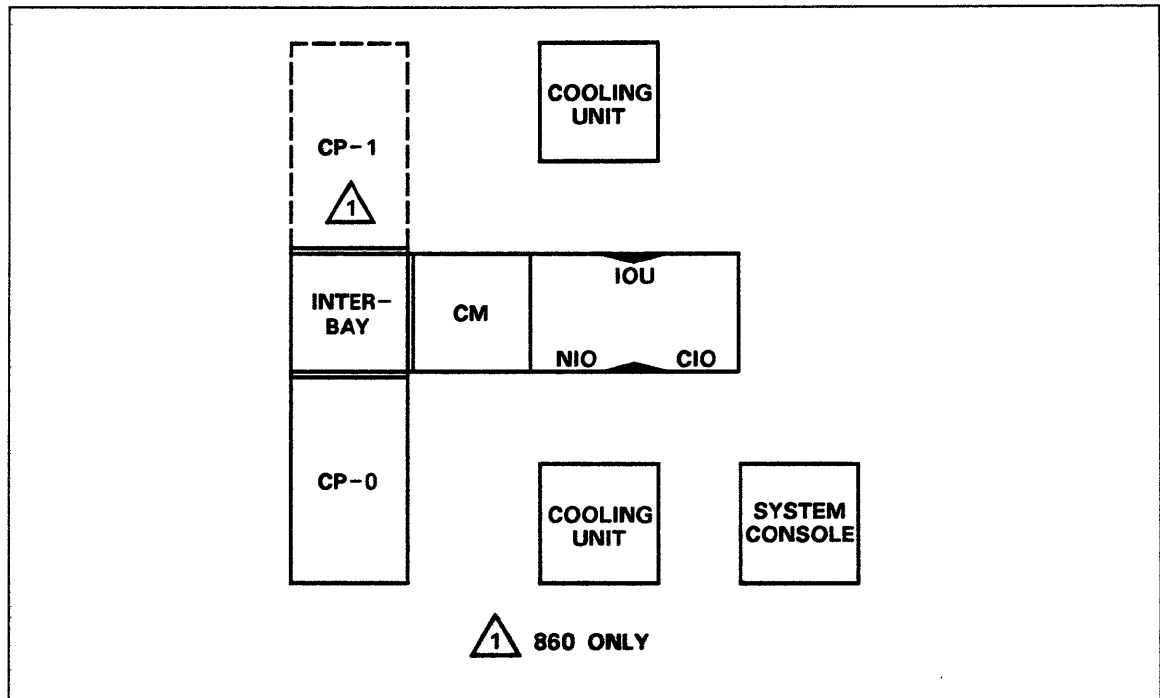 COOLING
UNIT
CP-1
1
INTER-
BAY
CM
IOU
NIO
CIO
CP-0
COOLING
UNIT
SYSTEM
CONSOLE
1 860 ONLY